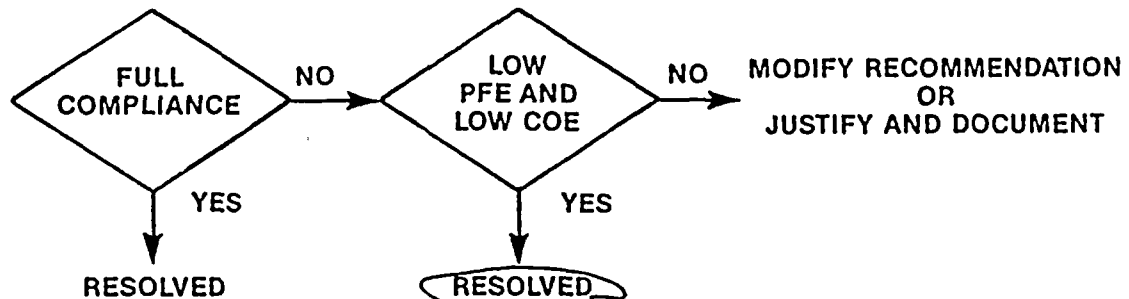 FULL
COMPLIANCE
NO
LOW
PFE AND
LOW COE
NO
MODIFY RECOMMENDATION
OR
JUSTIFY AND DOCUMENT
YES
YES
RESOLVED
RESOLVED